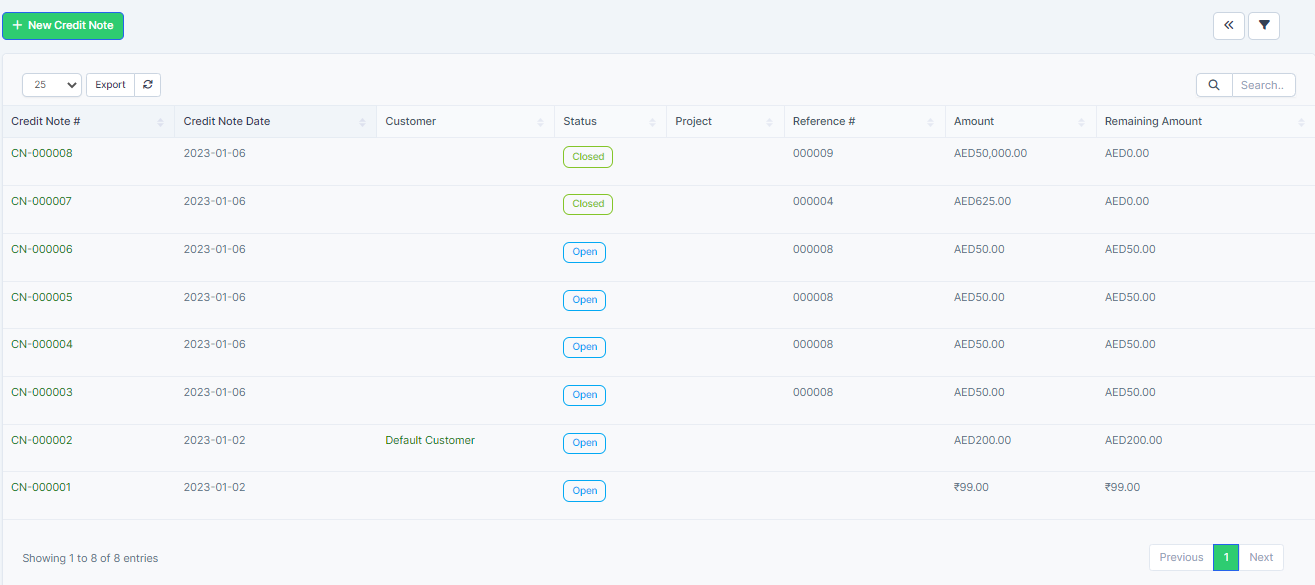 + New Credit Note
25 Export
Search..
Credit Note # Credit Note Date Customer Status Project Reference # Amount Remaining Amount
CN-000008 2023-01-06 Closed 000009 AED50,000.00 AED0.00
CN-000007 2023-01-06 Closed 000004 AED625.00 AED0.00
CN-000006 2023-01-06 Open 000008 AED50.00 AED50.00
CN-000005 2023-01-06 Open 000008 AED50.00 AED50.00
CN-000004 2023-01-06 Open 000008 AED50.00 AED50.00
CN-000003 2023-01-06 Open 000008 AED50.00 AED50.00
CN-000002 2023-01-02 Default Customer Open AED200.00 AED200.00
CN-000001 2023-01-02 Open ₹99.00 ₹99.00
Showing 1 to 8 of 8 entries
Previous 1 Next